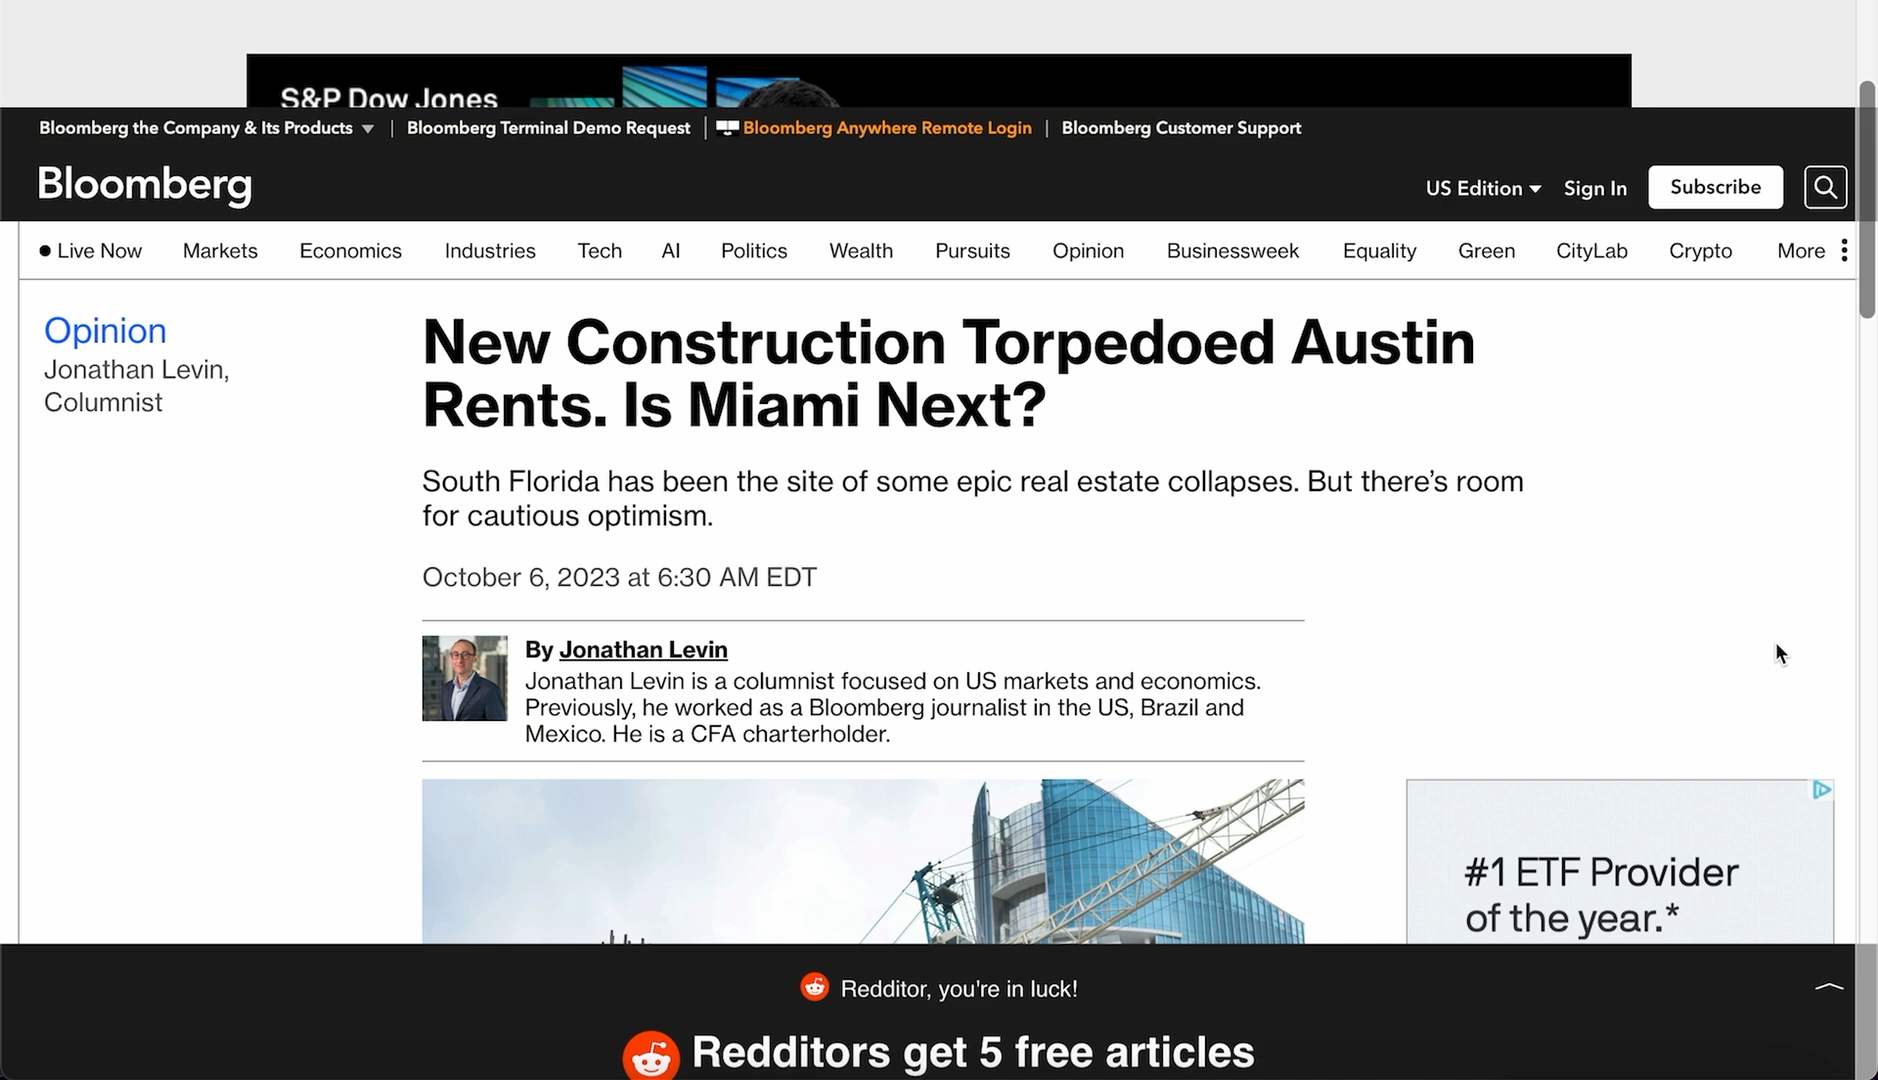 S&P Dow Jones
Bloomberg the Company & Its Products
Bloomberg Terminal Demo Request
Bloomberg Anywhere Remote Login
Bloomberg Customer Support
Bloomberg
US Edition
Sign In
Subscribe
Live Now
Markets
Economics
Industries
Tech
AI
Politics
Wealth
Pursuits
Opinion
Businessweek
Equality
Green
CityLab
Crypto
More
Opinion
Jonathan Levin,
Columnist
New Construction Torpedoed Austin
Rents. Is Miami Next?
South Florida has been the site of some epic real estate collapses. But there’s room
for cautious optimism.
October 6, 2023 at 6:30 AM EDT
By Jonathan Levin
Jonathan Levin is a columnist focused on US markets and economics.
Previously, he worked as a Bloomberg journalist in the US, Brazil and
Mexico. He is a CFA charterholder.
#1 ETF Provider
of the year.*
Redditor, you're in luck!
Redditors get 5 free articles